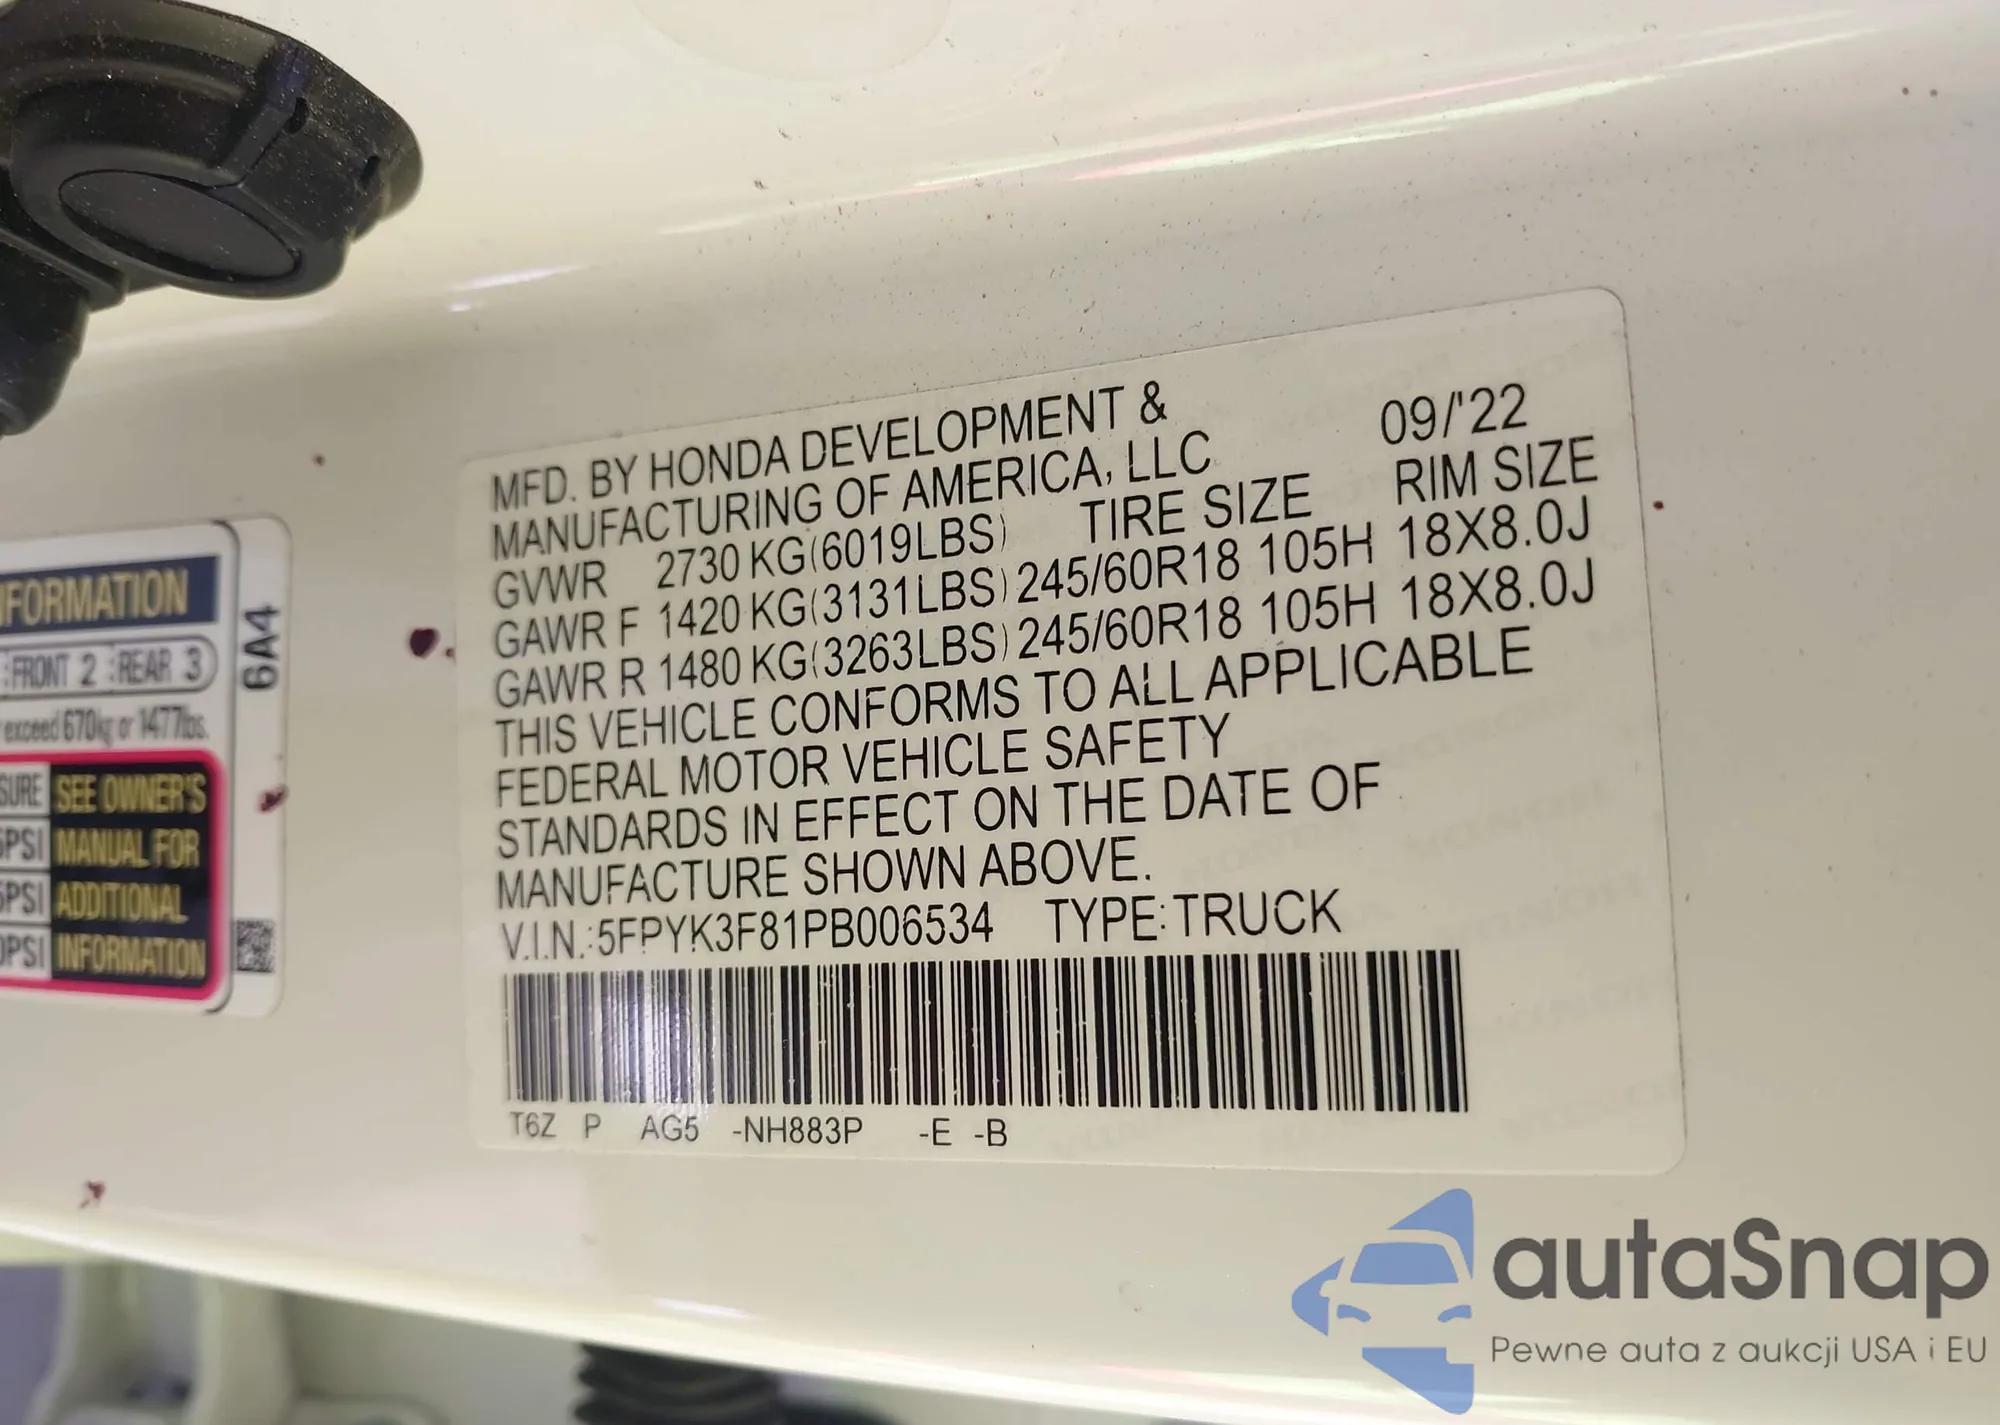 NFORMATION
FRONT 2 REAR 3
exceed 670kg or 1477lbs.
SURE SEE OWNER'S
PSI MANUAL FOR
PSI ADDITIONAL
0PSI INFORMATION
6A4
MFD. BY HONDA DEVELOPMENT &
MANUFACTURING OF AMERICA, LLC 09/'22
GVWR 2730 KG(6019LBS) TIRE SIZE RIM SIZE
GAWR F 1420 KG(3131LBS) 245/60R18 105H 18X8.0J
GAWR R 1480 KG(3263LBS) 245/60R18 105H 18X8.0J
THIS VEHICLE CONFORMS TO ALL APPLICABLE
FEDERAL MOTOR VEHICLE SAFETY
STANDARDS IN EFFECT ON THE DATE OF
MANUFACTURE SHOWN ABOVE.
V.I.N.:5FPYK3F81PB006534 TYPE:TRUCK
T6Z P AG5 -NH883P -E -B
autaSnap
Pewne auta z aukcji USA i EU